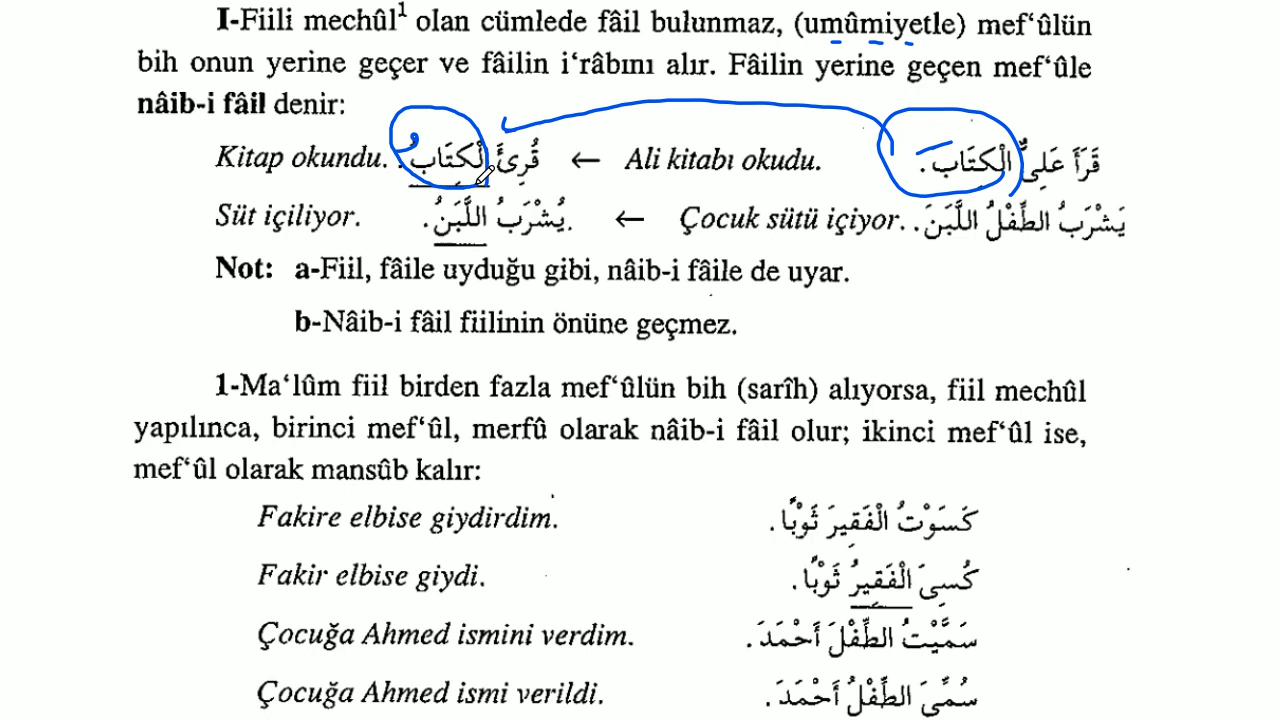 I-Fiili mechûl¹ olan cümlede fâil bulunmaz, (umûmiyetle) mef‘ûlün
bih onun yerine geçer ve fâilin i‘râbını alır. Fâilin yerine geçen mef‘ûle
nâib-i fâil denir:
Kitap okundu. قُرِئَ الْكِتَابُ. ← Ali kitabı okudu. قَرَأَ عَلِىٌّ الْكِتَابَ.
Süt içiliyor. يُشْرَبُ اللَّبَنُ. ← Çocuk sütü içiyor. يَشْرَبُ الطِّفْلُ اللَّبَنَ.
Not: a-Fiil, fâile uyduğu gibi, nâib-i fâile de uyar.
b-Nâib-i fâil fiilinin önüne geçmez.
1-Ma‘lûm fiil birden fazla mef‘ûlün bih (sarîh) alıyorsa, fiil mechûl
yapılınca, birinci mef‘ûl, merfû olarak nâib-i fâil olur; ikinci mef‘ûl ise,
mef‘ûl olarak mansûb kalır:
Fakire elbise giydirdim. كَسَوْتُ الْفَقِيرَ ثَوْبًا.
Fakir elbise giydi. كُسِىَ الْفَقِيرُ ثَوْبًا.
Çocuğa Ahmed ismini verdim. سَمَّيْتُ الطِّفْلَ أَحْمَدَ.
Çocuğa Ahmed ismi verildi. سُمِّىَ الطِّفْلُ أَحْمَدَ.